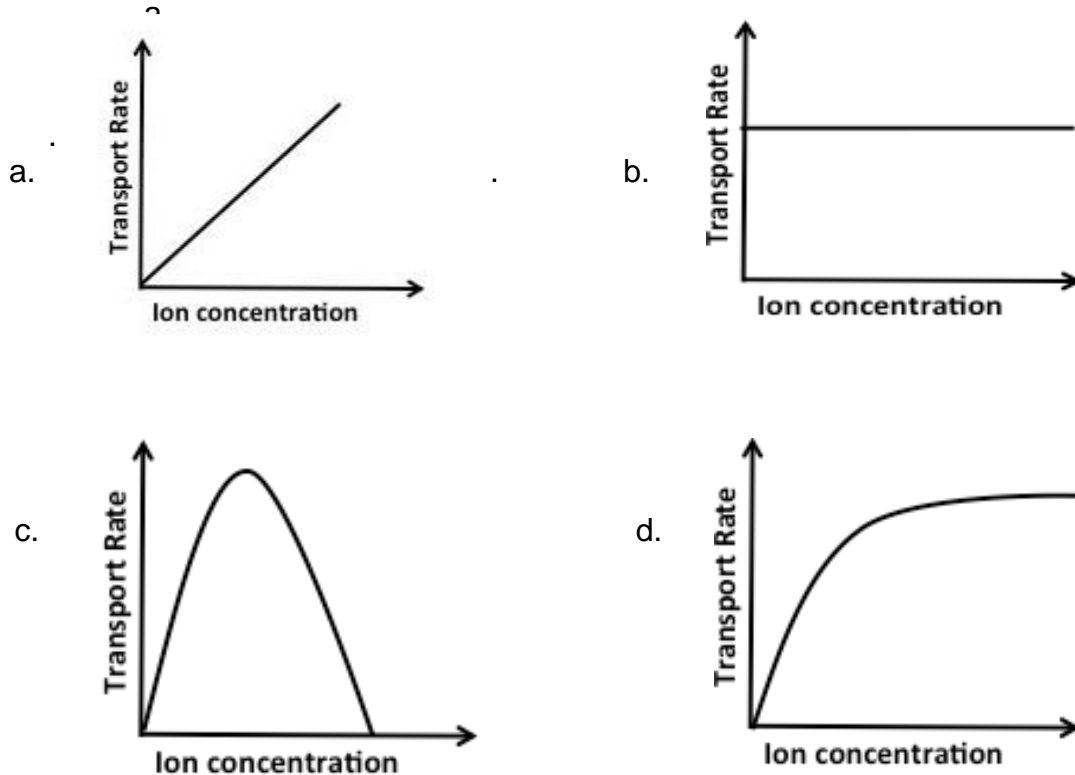 a.
Transport Rate
Ion concentration
.
.
b.
Transport Rate
Ion concentration
c.
Transport Rate
Ion concentration
d.
Transport Rate
Ion concentration